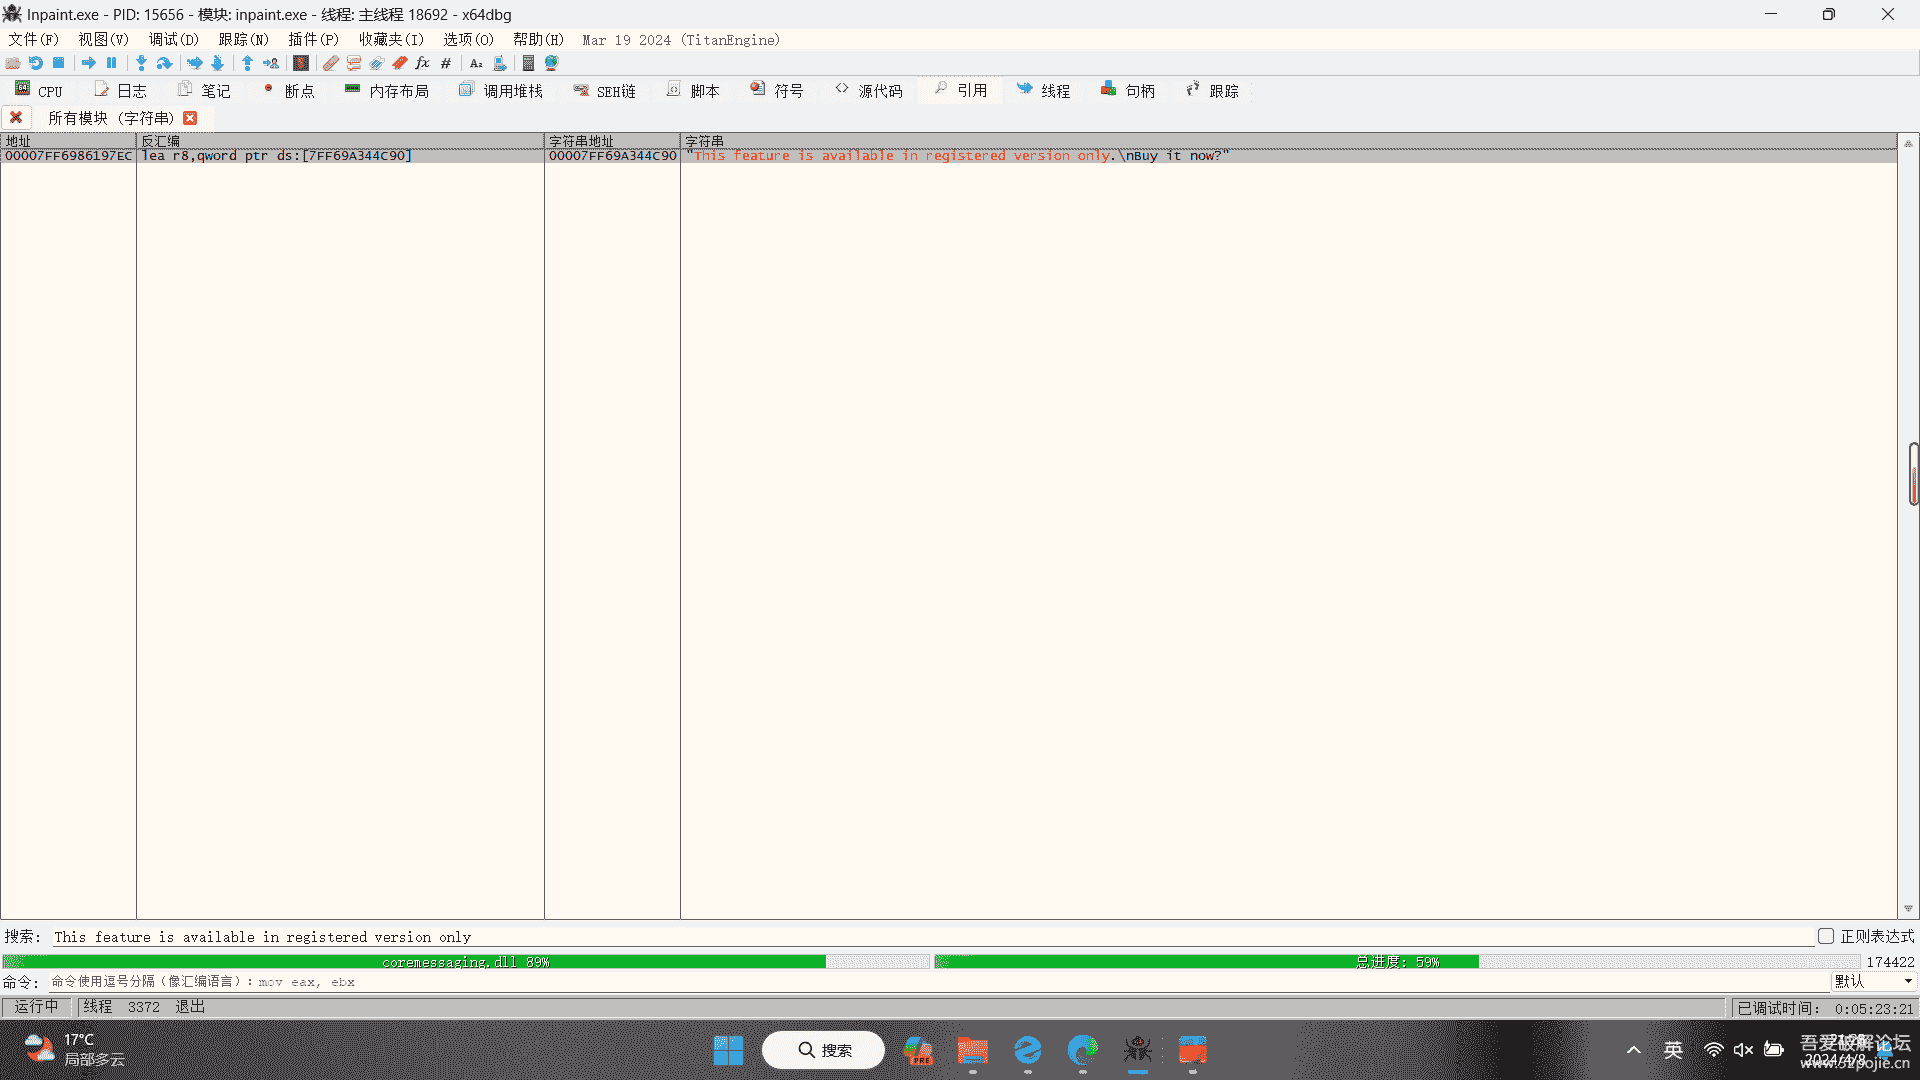 Inpaint.exe - PID: 15656 - 模块: inpaint.exe - 线程: 主线程 18692 - x64dbg
文件(F) 视图(V) 调试(D) 跟踪(N) 插件(P) 收藏夹(I) 选项(O) 帮助(H) Mar 19 2024 (TitanEngine)
CPU 日志 笔记 断点 内存布局 调用堆栈 SEH链 脚本 符号 源代码 引用 线程 句柄 跟踪
所有模块 (字符串)
地址 反汇编 字符串地址 字符串
00007FF6986197EC lea r8,qword ptr ds:[7FF69A344C90] 00007FF69A344C90 "This feature is available in registered version only.\nBuy it now?"
搜索: This feature is available in registered version only 正则表达式
coremessaging.dll 89% 总进度: 59% 174422
命令: 命令使用逗号分隔(像汇编语言): mov eax, ebx 默认
运行中 线程 3372 退出 已调试时间: 0:05:23:21
17°C
局部多云
搜索
PRE
英
吾爱破解论坛
2024/4/8
www.52pojie.cn